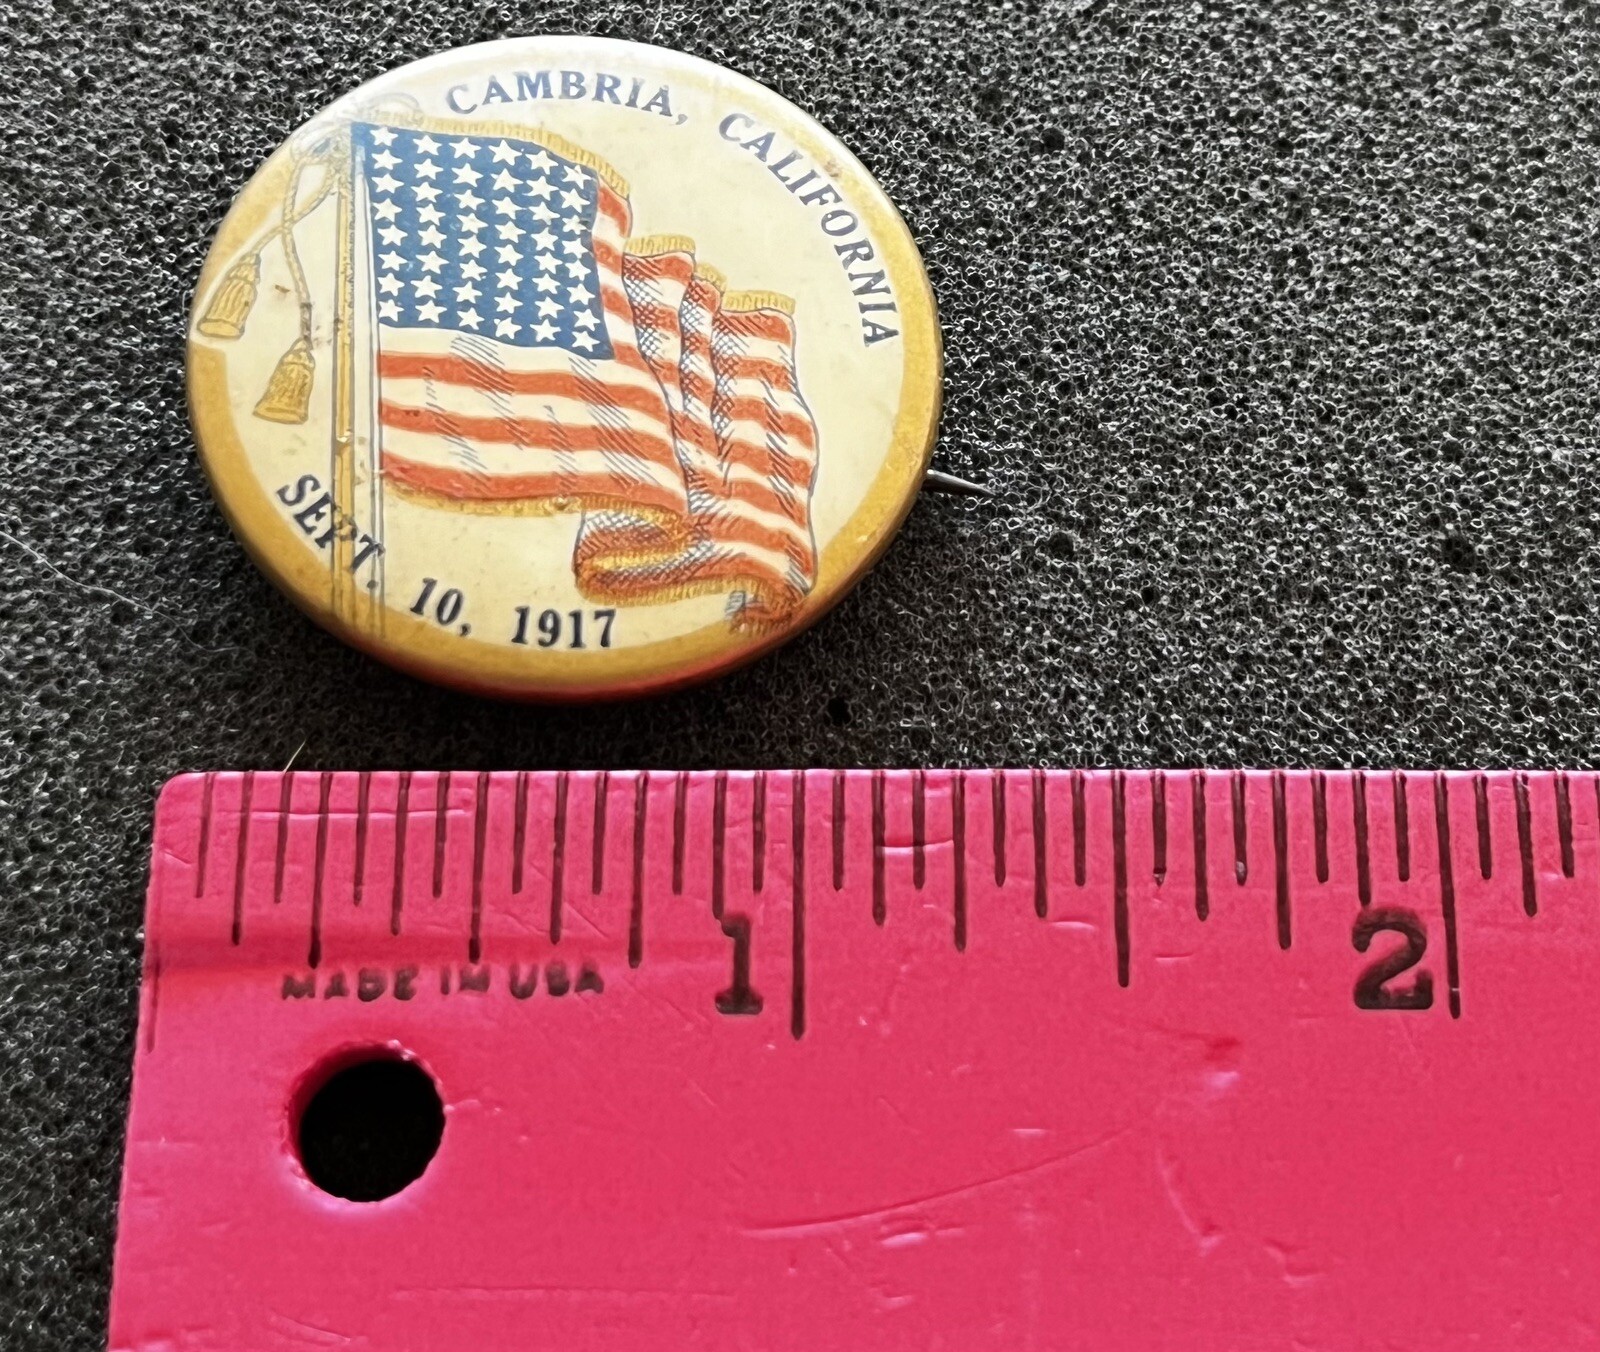 CAMBRIA, CALIFORNIA
SEPT. 10, 1917
1
2
MADE IN USA